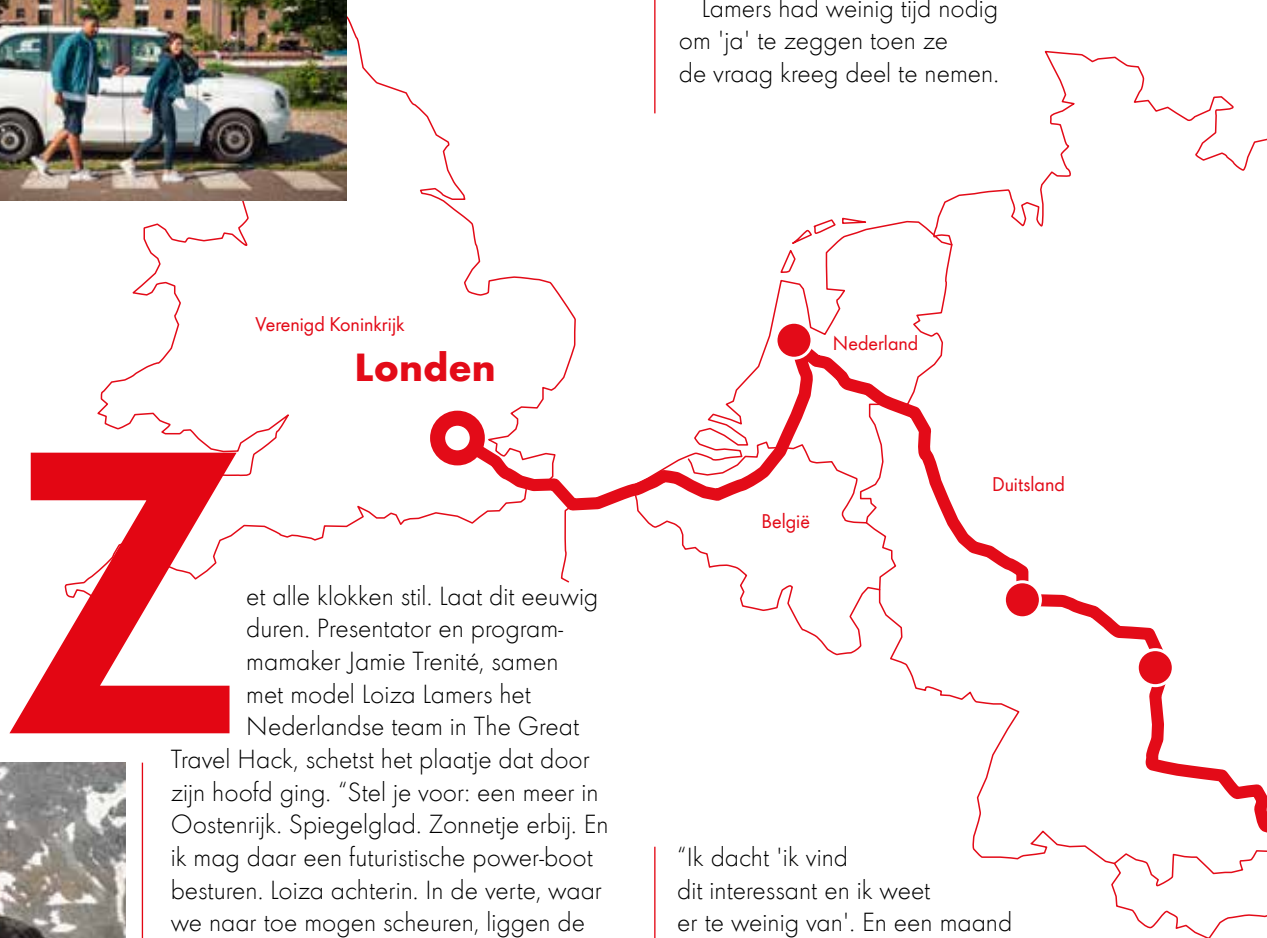 Lamers had weinig tijd nodig
om 'ja' te zeggen toen ze
de vraag kreeg deel te nemen.
Verenigd Koninkrijk
Londen
Nederland
Duitsland
België
Zet alle klokken stil. Laat dit eeuwig
duren. Presentator en program-
mamaker Jamie Trenité, samen
met model Loiza Lamers het
Nederlandse team in The Great
Travel Hack, schetst het plaatje dat door
zijn hoofd ging. “Stel je voor: een meer in
Oostenrijk. Spiegelglad. Zonnetje erbij. En
ik mag daar een futuristische power-boot
besturen. Loiza achterin. In de verte, waar
we naar toe mogen scheuren, liggen de
“Ik dacht 'ik vind
dit interessant en ik weet
er te weinig van'. En een maand